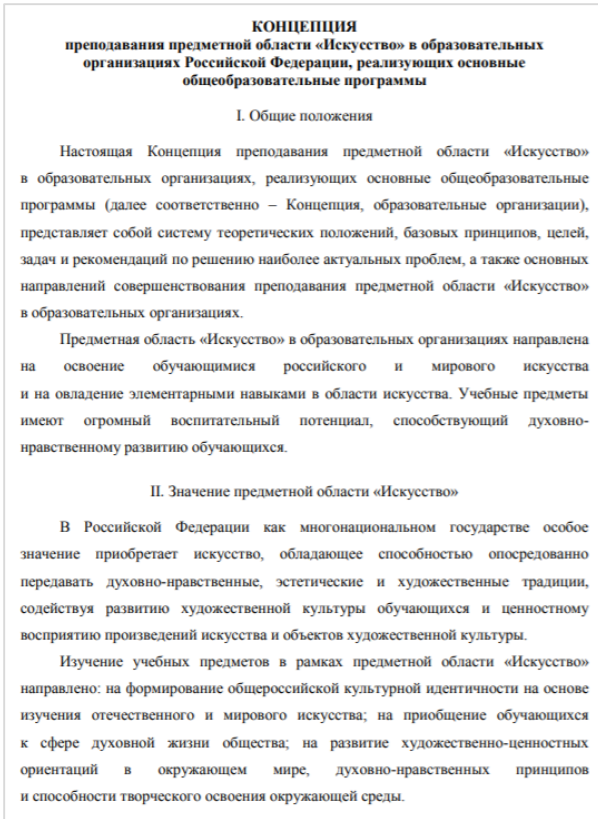 КОНЦЕПЦИЯ
преподавания предметной области «Искусство» в образовательных
организациях Российской Федерации, реализующих основные
общеобразовательные программы
I. Общие положения
Настоящая Концепция преподавания предметной области «Искусство»
в образовательных организациях, реализующих основные общеобразовательные
программы (далее соответственно – Концепция, образовательные организации),
представляет собой систему теоретических положений, базовых принципов, целей,
задач и рекомендаций по решению наиболее актуальных проблем, а также основных
направлений совершенствования преподавания предметной области «Искусство»
в образовательных организациях.
Предметная область «Искусство» в образовательных организациях направлена
на освоение обучающимися российского и мирового искусства
и на овладение элементарными навыками в области искусства. Учебные предметы
имеют огромный воспитательный потенциал, способствующий духовно-
нравственному развитию обучающихся.
II. Значение предметной области «Искусство»
В Российской Федерации как многонациональном государстве особое
значение приобретает искусство, обладающее способностью опосредованно
передавать духовно-нравственные, эстетические и художественные традиции,
содействуя развитию художественной культуры обучающихся и ценностному
восприятию произведений искусства и объектов художественной культуры.
Изучение учебных предметов в рамках предметной области «Искусство»
направлено: на формирование общероссийской культурной идентичности на основе
изучения отечественного и мирового искусства; на приобщение обучающихся
к сфере духовной жизни общества; на развитие художественно-ценностных
ориентаций в окружающем мире, духовно-нравственных принципов
и способности творческого освоения окружающей среды.